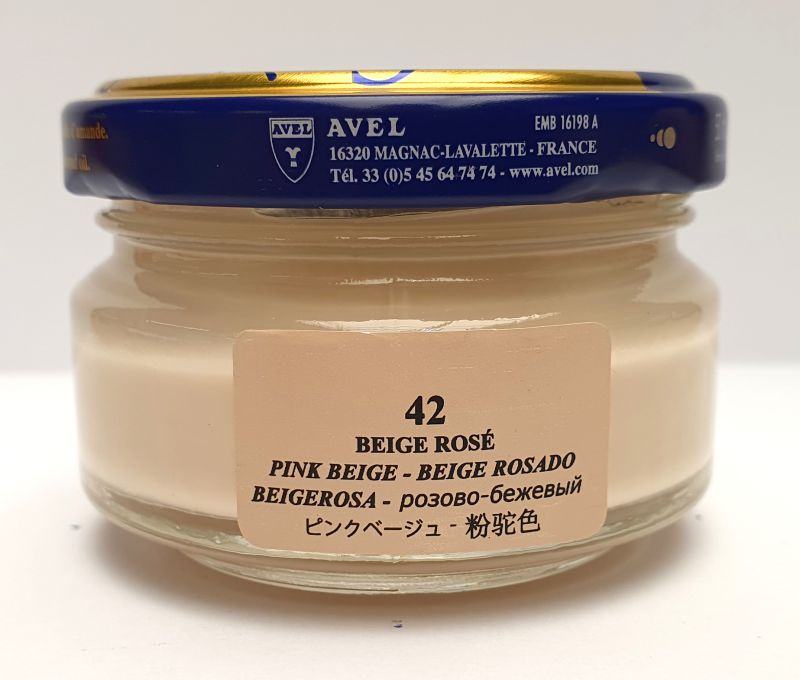 d'amande.
oil.
AVEL
AVEL
EMB 16198 A
16320 MAGNAC-LAVALETTE - FRANCE
Tél. 33 (0)5 45 64 74 74 - www.avel.com
42
BEIGE ROSÉ
PINK BEIGE - BEIGE ROSADO
BEIGEROSA - розово-бежевый
ピンクベージュ - 粉驼色